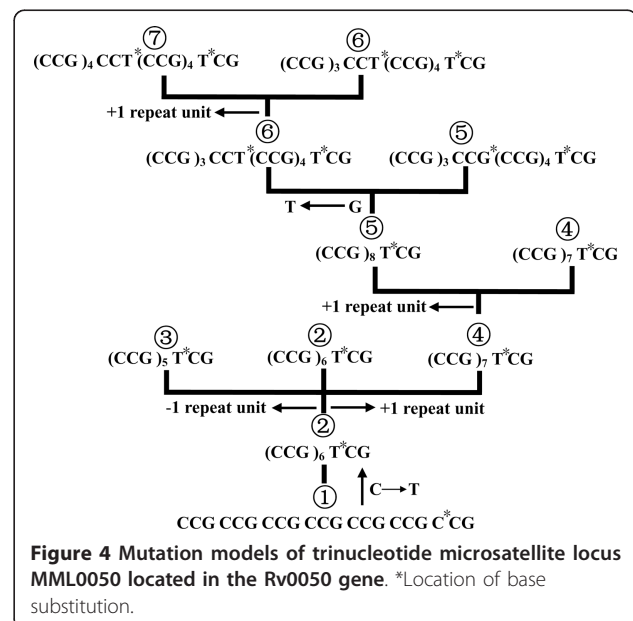 ⑦ ⑥
(CCG)₄ CCT*(CCG)₄ T*CG (CCG)₃ CCT*(CCG)₄ T*CG
+1 repeat unit
⑥ ⑤
(CCG)₃ CCT*(CCG)₄ T*CG (CCG)₃ CCG*(CCG)₄ T*CG
T G
⑤ ④
(CCG)₈ T*CG (CCG)₇ T*CG
+1 repeat unit
③ ② ④
(CCG)₅ T*CG (CCG)₆ T*CG (CCG)₇ T*CG
-1 repeat unit +1 repeat unit
②
(CCG)₆ T*CG
① C→T
CCG CCG CCG CCG CCG CCG C*CG
Figure 4 Mutation models of trinucleotide microsatellite locus
MML0050 located in the Rv0050 gene. *Location of base
substitution.